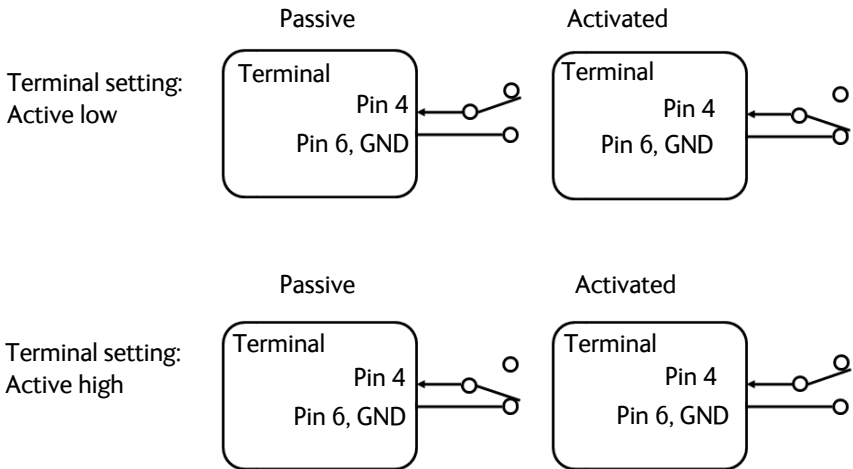 Passive Activated
Terminal setting:
Active low
Terminal
Pin 4
Pin 6, GND
Terminal
Pin 4
Pin 6, GND
Passive Activated
Terminal setting:
Active high
Terminal
Pin 4
Pin 6, GND
Terminal
Pin 4
Pin 6, GND